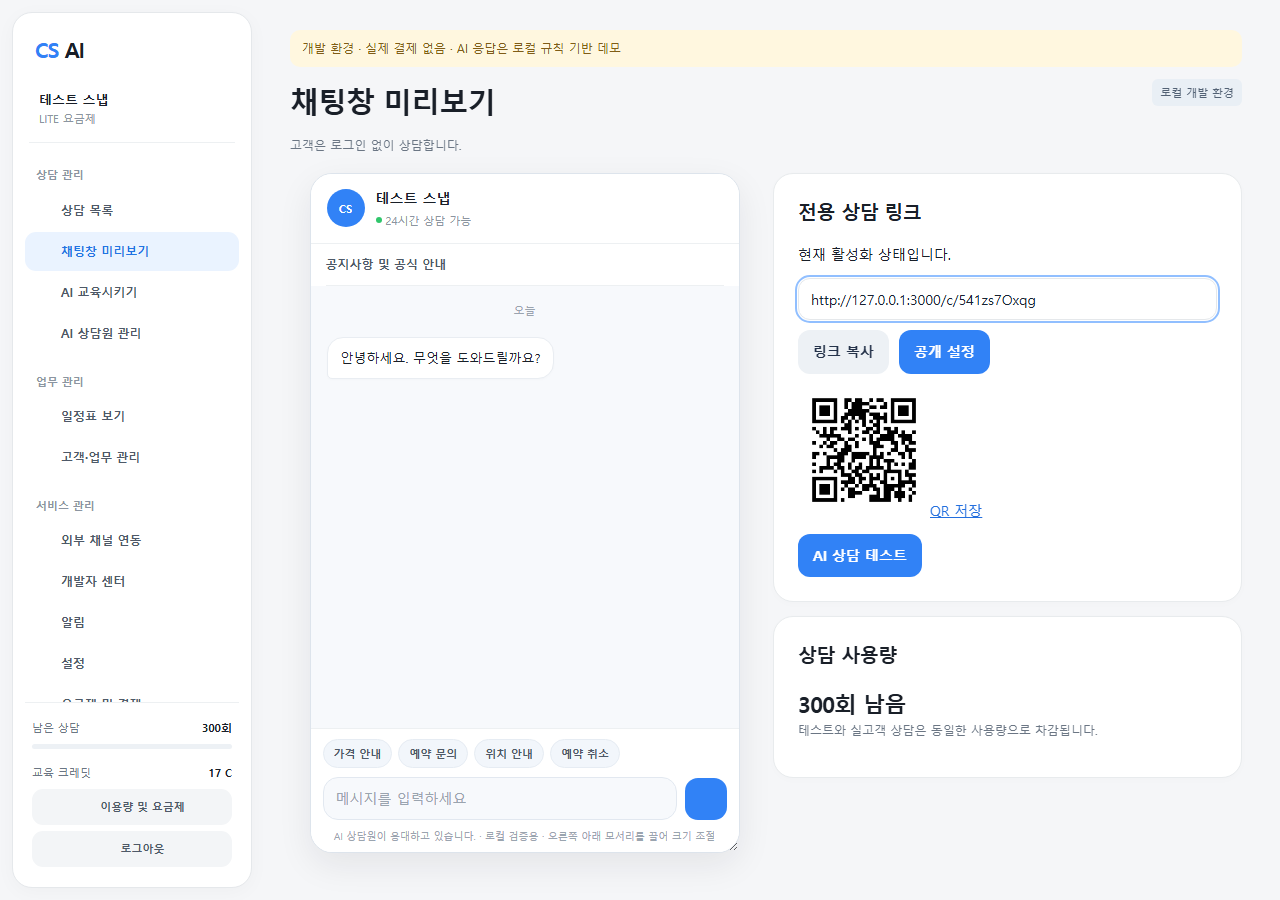 CS AI
테스트 스냅
LITE 요금제
상담 관리
상담 목록
채팅창 미리보기
AI 교육시키기
AI 상담원 관리
업무 관리
일정표 보기
고객·업무 관리
서비스 관리
외부 채널 연동
개발자 센터
알림
설정
남은 상담 300회
교육 크레딧 17 C
이용량 및 요금제
로그아웃
개발 환경 · 실제 결제 없음 · AI 응답은 로컬 규칙 기반 데모
채팅창 미리보기
로컬 개발 환경
고객은 로그인 없이 상담합니다.
CS
테스트 스냅
24시간 상담 가능
공지사항 및 공식 안내
오늘
안녕하세요. 무엇을 도와드릴까요?
가격 안내 예약 문의 위치 안내 예약 취소
메시지를 입력하세요
AI 상담원이 응대하고 있습니다. · 로컬 검증용 · 오른쪽 아래 모서리를 끌어 크기 조절
전용 상담 링크
현재 활성화 상태입니다.
http://127.0.0.1:3000/c/541zs7Oxqg
링크 복사 공개 설정
QR 저장
AI 상담 테스트
상담 사용량
300회 남음
테스트와 실고객 상담은 동일한 사용량으로 차감됩니다.